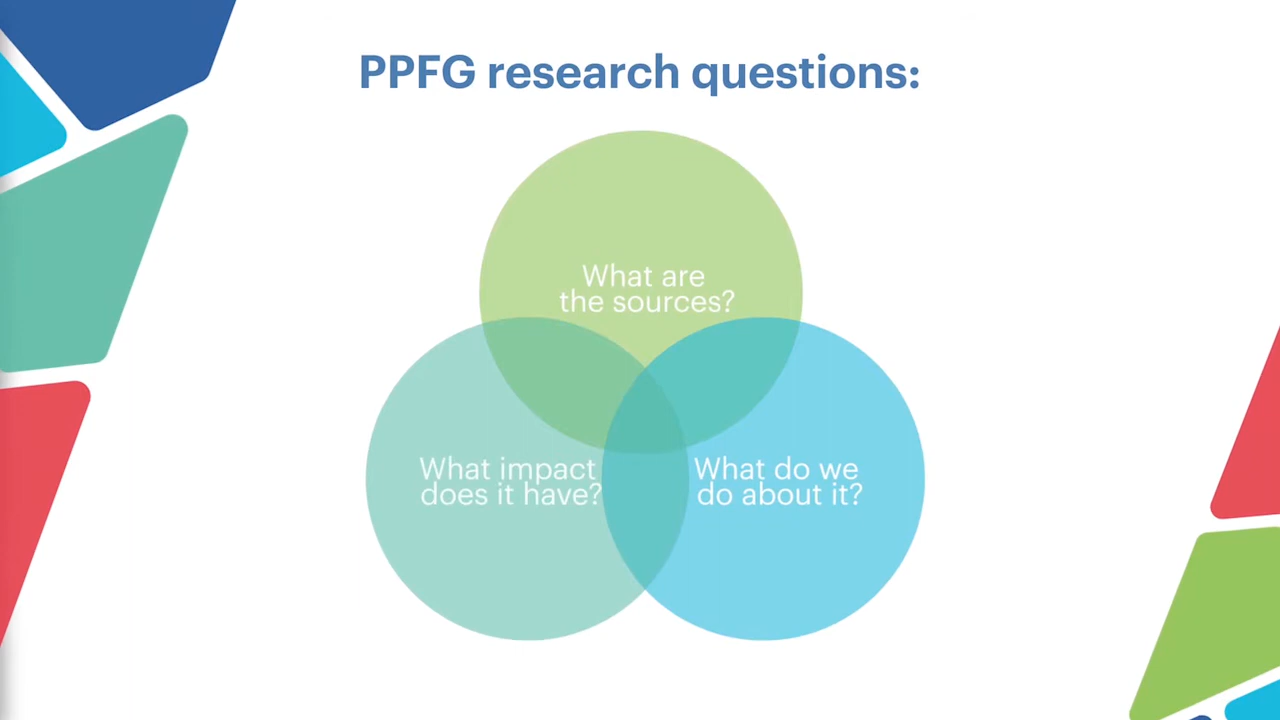 PPFG research questions:
What are
the sources?
What impact
does it have?
What do we
do about it?